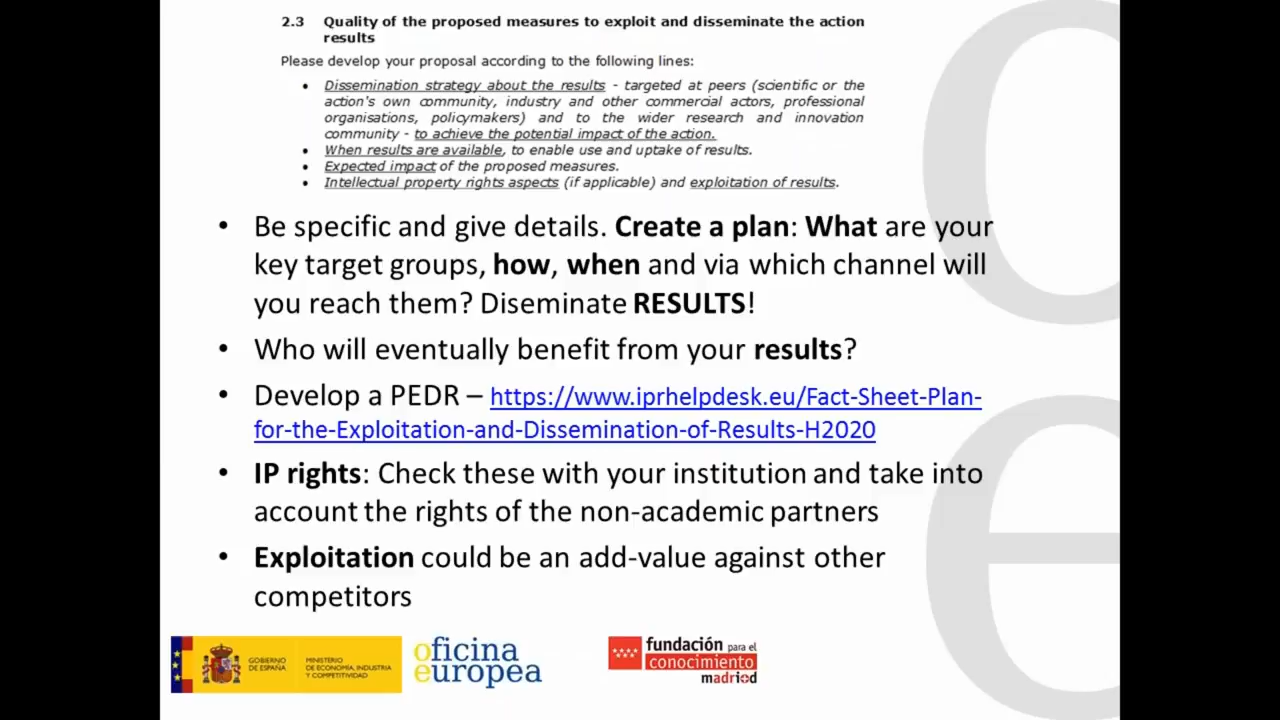 2.3 Quality of the proposed measures to exploit and disseminate the action
results
Please develop your proposal according to the following lines:
• Dissemination strategy about the results - targeted at peers (scientific or the
action's own community, industry and other commercial actors, professional
organisations, policymakers) and to the wider research and innovation
community - to achieve the potential impact of the action.
• When results are available, to enable use and uptake of results.
• Expected impact of the proposed measures.
• Intellectual property rights aspects (if applicable) and exploitation of results.
• Be specific and give details. Create a plan: What are your
key target groups, how, when and via which channel will
you reach them? Diseminate RESULTS!
• Who will eventually benefit from your results?
• Develop a PEDR – https://www.iprhelpdesk.eu/Fact-Sheet-Plan-
for-the-Exploitation-and-Dissemination-of-Results-H2020
• IP rights: Check these with your institution and take into
account the rights of the non-academic partners
• Exploitation could be an add-value against other
competitors
GOBIERNO
DE ESPAÑA
MINISTERIO
DE ECONOMÍA, INDUSTRIA
Y COMPETITIVIDAD
oficina
europea
fundación para el
conocimiento
madri+d
oe